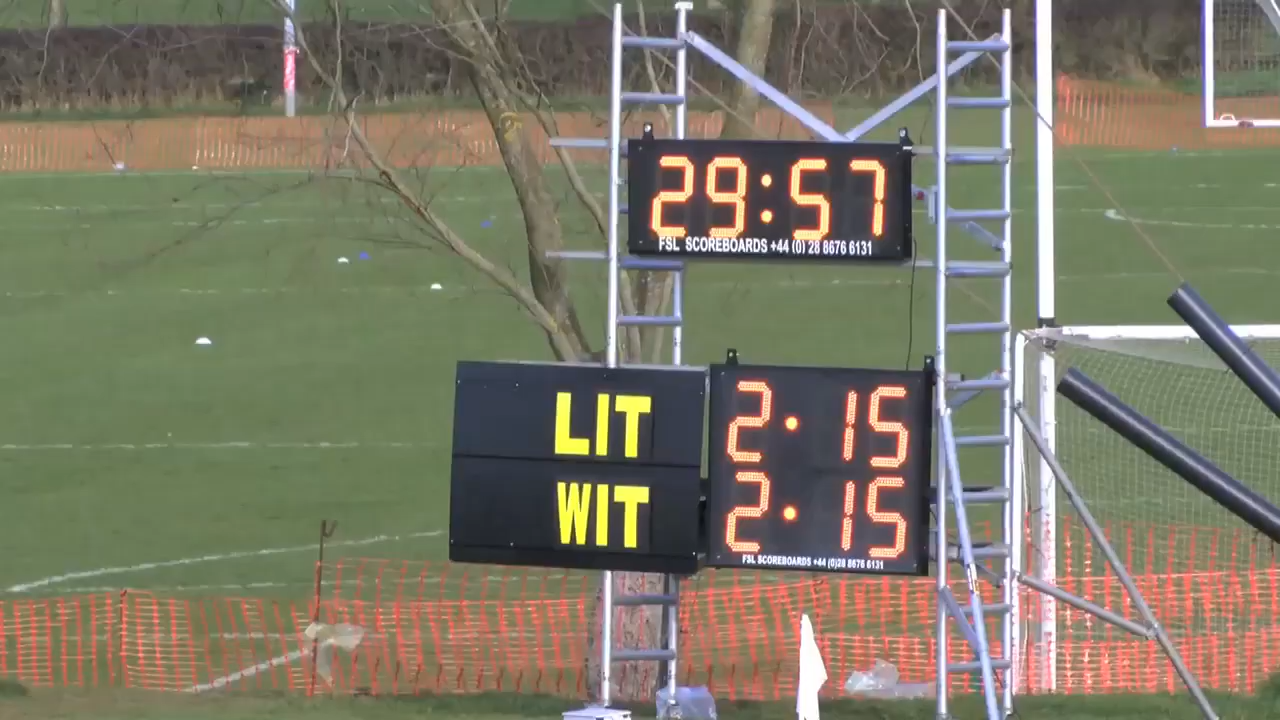 29:57
FSL SCOREBOARDS +44 (0) 28 8676 6131
LIT 2· 15
WIT 2· 15
FSL SCOREBOARDS +44 (0)28 8676 6131